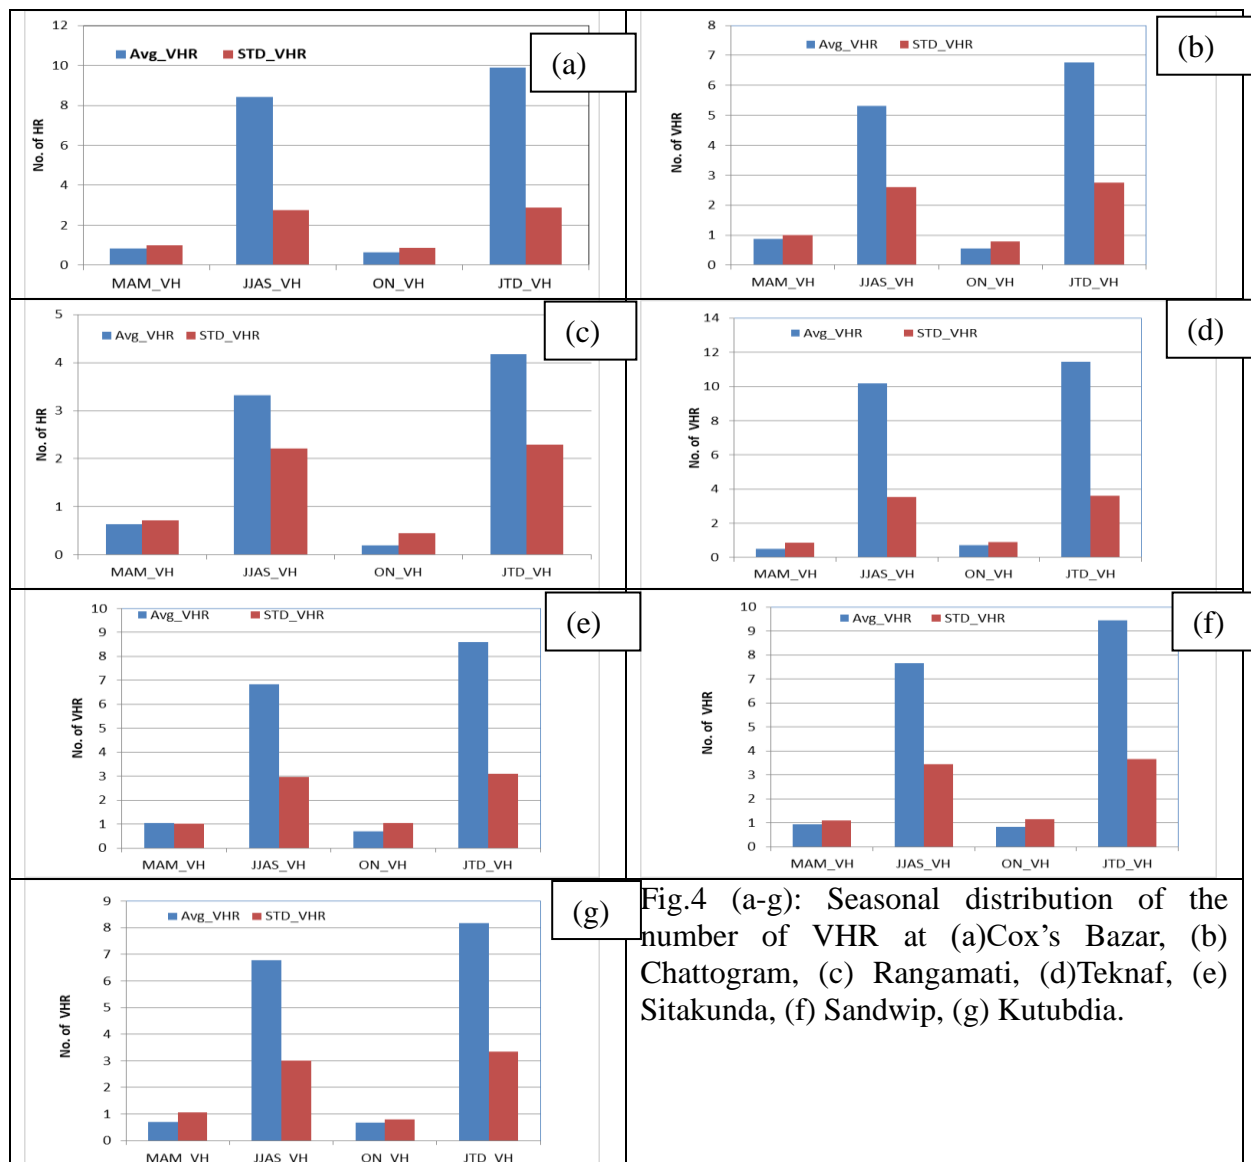 12
10
8
6
4
2
0
No. of HR
Avg_VHR STD_VHR
(a)
MAM_VH JJAS_VH ON_VH JTD_VH
8
7
6
5
4
3
2
1
0
No. of VHR
Avg_VHR STD_VHR
(b)
MAM_VH JJAS_VH ON_VH JTD_VH
5
4
3
2
1
0
No. of HR
Avg_VHR STD_VHR
(c)
MAM_VH JJAS_VH ON_VH JTD_VH
14
12
10
8
6
4
2
0
No. of VHR
Avg_VHR STD_VHR
(d)
MAM_VH JJAS_VH ON_VH JTD_VH
10
9
8
7
6
5
4
3
2
1
0
No. of VHR
Avg_VHR STD_VHR
(e)
MAM_VH JJAS_VH ON_VH JTD_VH
10
9
8
7
6
5
4
3
2
1
0
No. of VHR
Avg_VHR STD_VHR
(f)
MAM_VH JJAS_VH ON_VH JTD_VH
9
8
7
6
5
4
3
2
1
0
No. of VHR
Avg_VHR STD_VHR
(g)
MAM_VH JJAS_VH ON_VH JTD_VH
Fig.4 (a-g): Seasonal distribution of the
number of VHR at (a)Cox's Bazar, (b)
Chattogram, (c) Rangamati, (d)Teknaf, (e)
Sitakunda, (f) Sandwip, (g) Kutubdia.